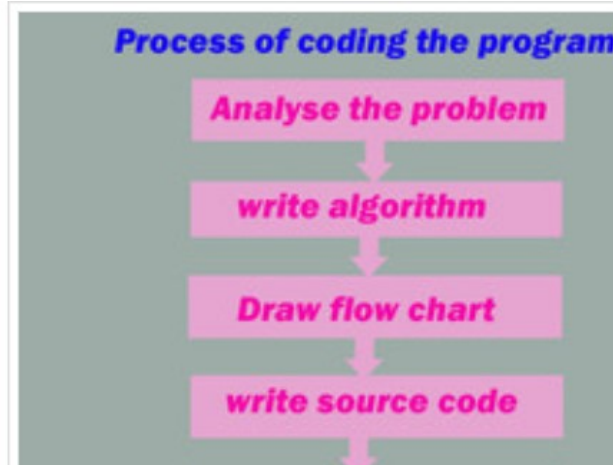 Process of coding the program
Analyse the problem
write algorithm
Draw flow chart
write source code